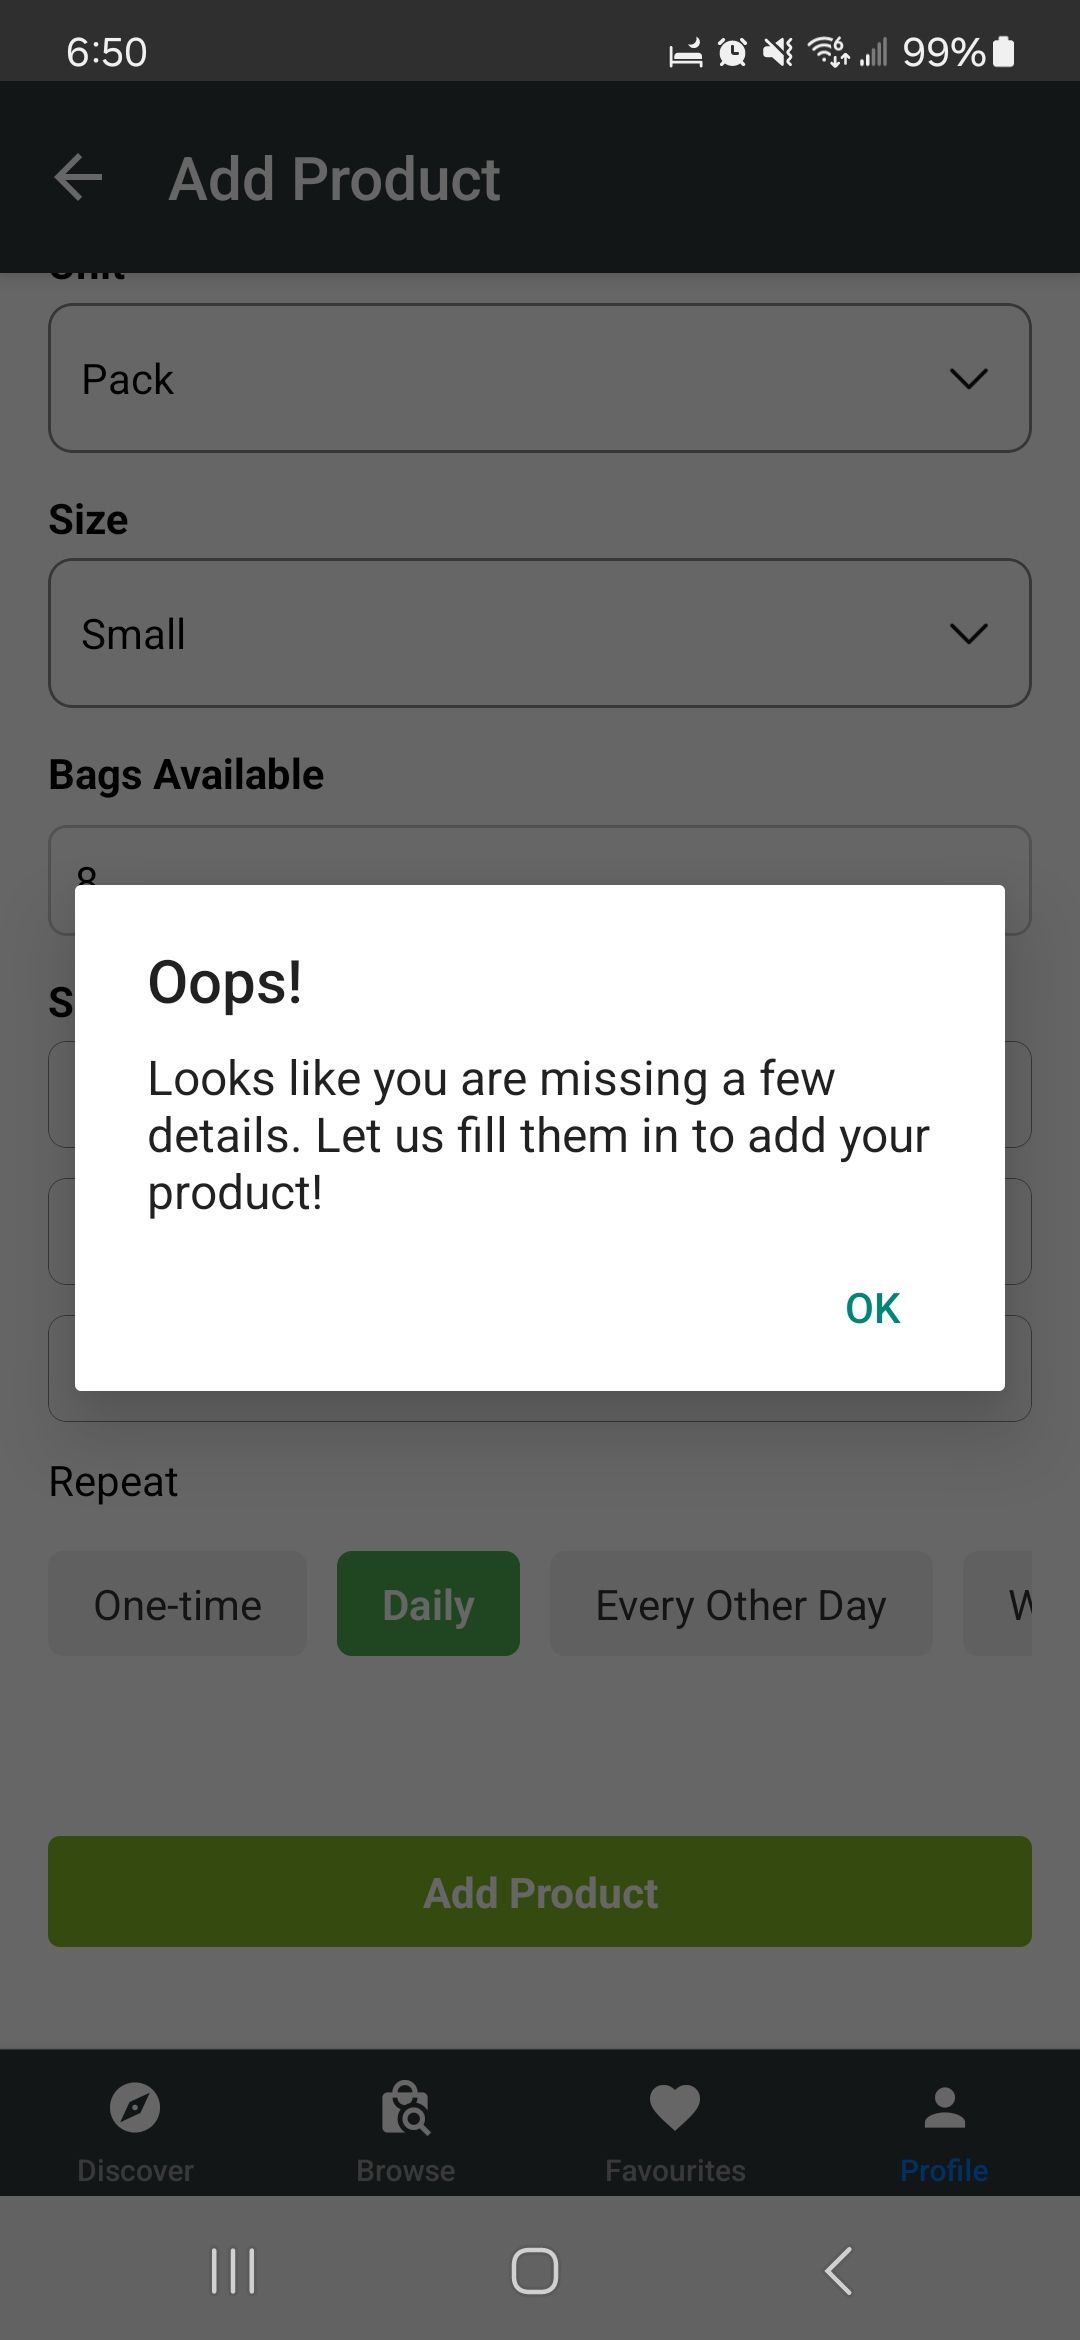 6:50
6
99%
Add Product
Unit
Pack
Size
Small
Bags Available
8
S
Oops!
Looks like you are missing a few
details. Let us fill them in to add your
product!
OK
Repeat
One-time
Daily
Every Other Day
W
Add Product
Discover
Browse
Favourites
Profile